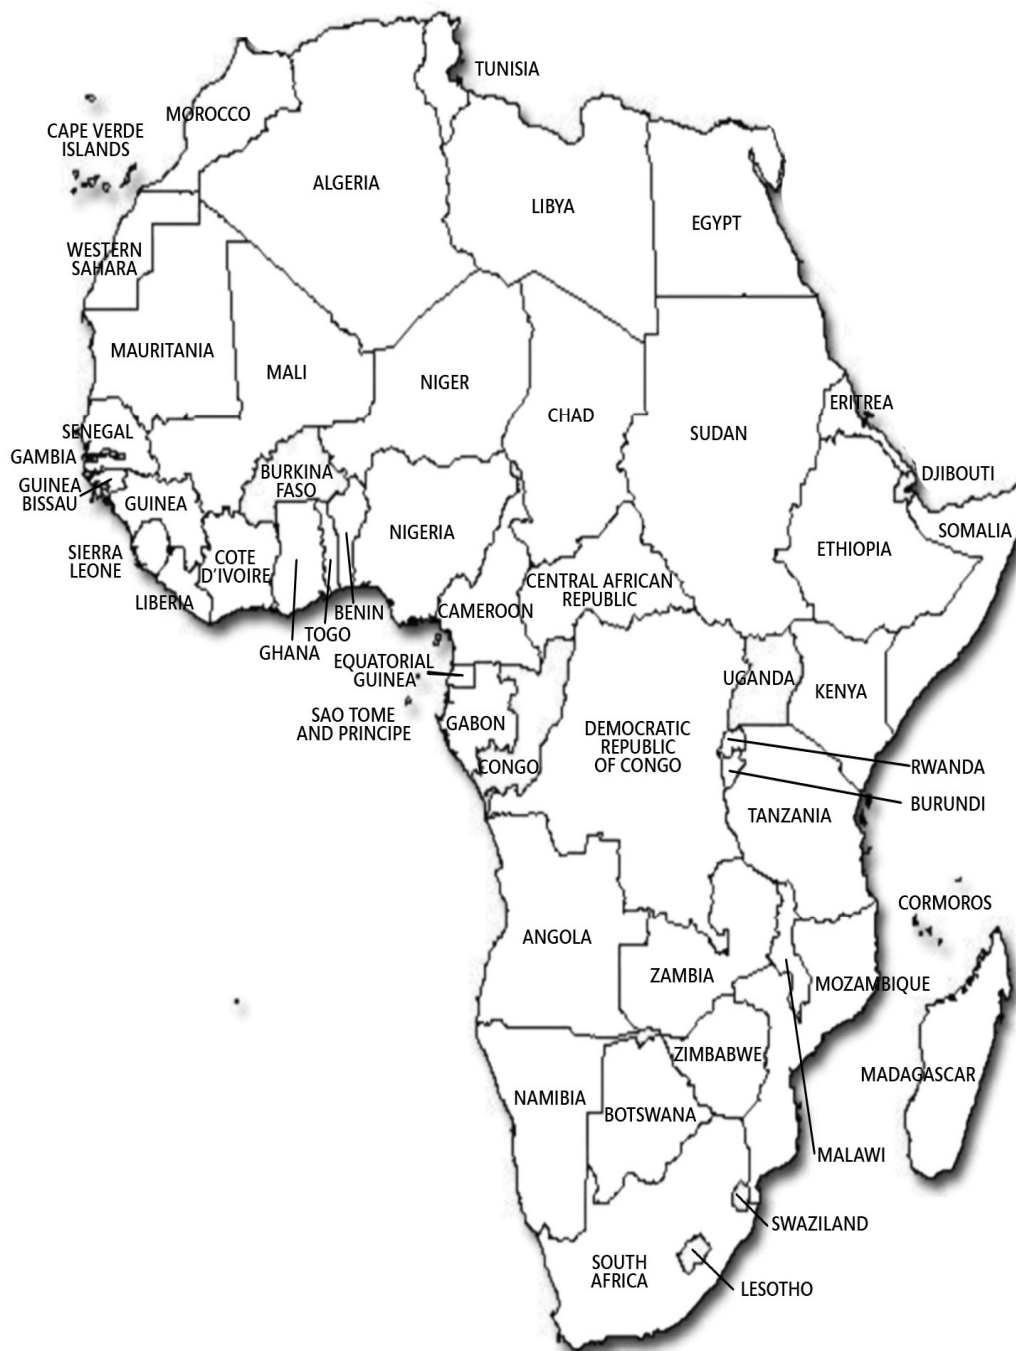 TUNISIA
MOROCCO
CAPE VERDE
ISLANDS
ALGERIA
LIBYA
EGYPT
WESTERN
SAHARA
MAURITANIA
MALI
NIGER
CHAD
SUDAN
ERITREA
SENEGAL
GAMBIA
GUINEA
BISSAU
GUINEA
BURKINA
FASO
DJIBOUTI
NIGERIA
SOMALIA
ETHIOPIA
SIERRA
LEONE
COTE
D'IVOIRE
CENTRAL AFRICAN
REPUBLIC
LIBERIA
BENIN
CAMEROON
TOGO
GHANA
EQUATORIAL
GUINEA
UGANDA
KENYA
SAO TOME
AND PRINCIPE
GABON
DEMOCRATIC
REPUBLIC
OF CONGO
CONGO
RWANDA
BURUNDI
TANZANIA
CORMOROS
ANGOLA
ZAMBIA
MOZAMBIQUE
ZIMBABWE
MADAGASCAR
NAMIBIA
BOTSWANA
MALAWI
SWAZILAND
SOUTH
AFRICA
LESOTHO